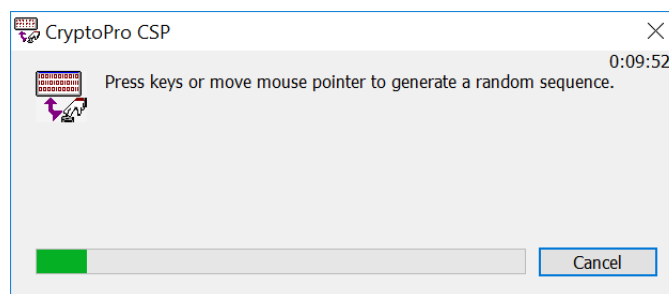 CryptoPro CSP
0:09:52
Press keys or move mouse pointer to generate a random sequence.
Cancel